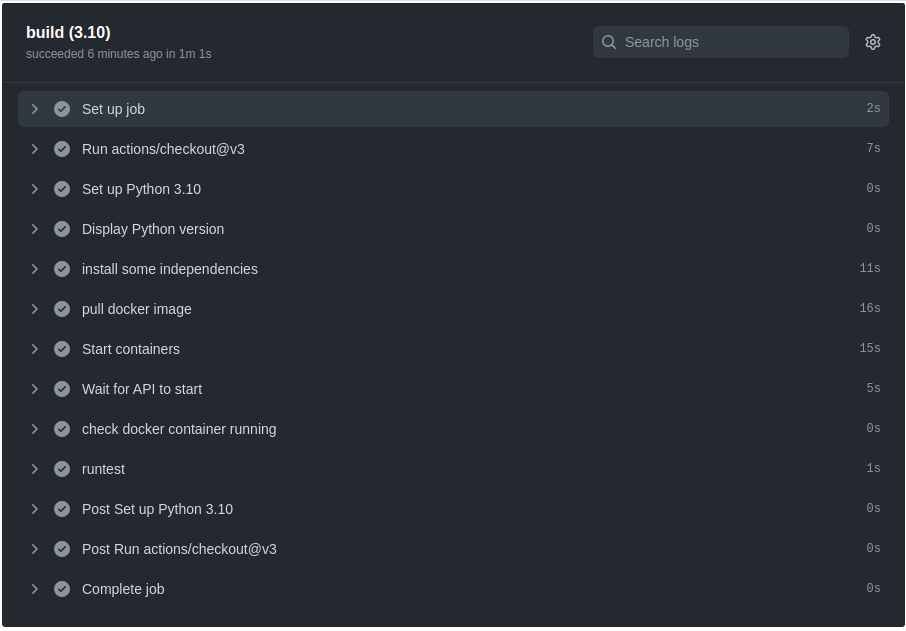 build (3.10)
succeeded 6 minutes ago in 1m 1s
Search logs
Set up job 2s
Run actions/checkout@v3 7s
Set up Python 3.10 0s
Display Python version 0s
install some independencies 11s
pull docker image 16s
Start containers 15s
Wait for API to start 5s
check docker container running 0s
runtest 1s
Post Set up Python 3.10 0s
Post Run actions/checkout@v3 0s
Complete job 0s